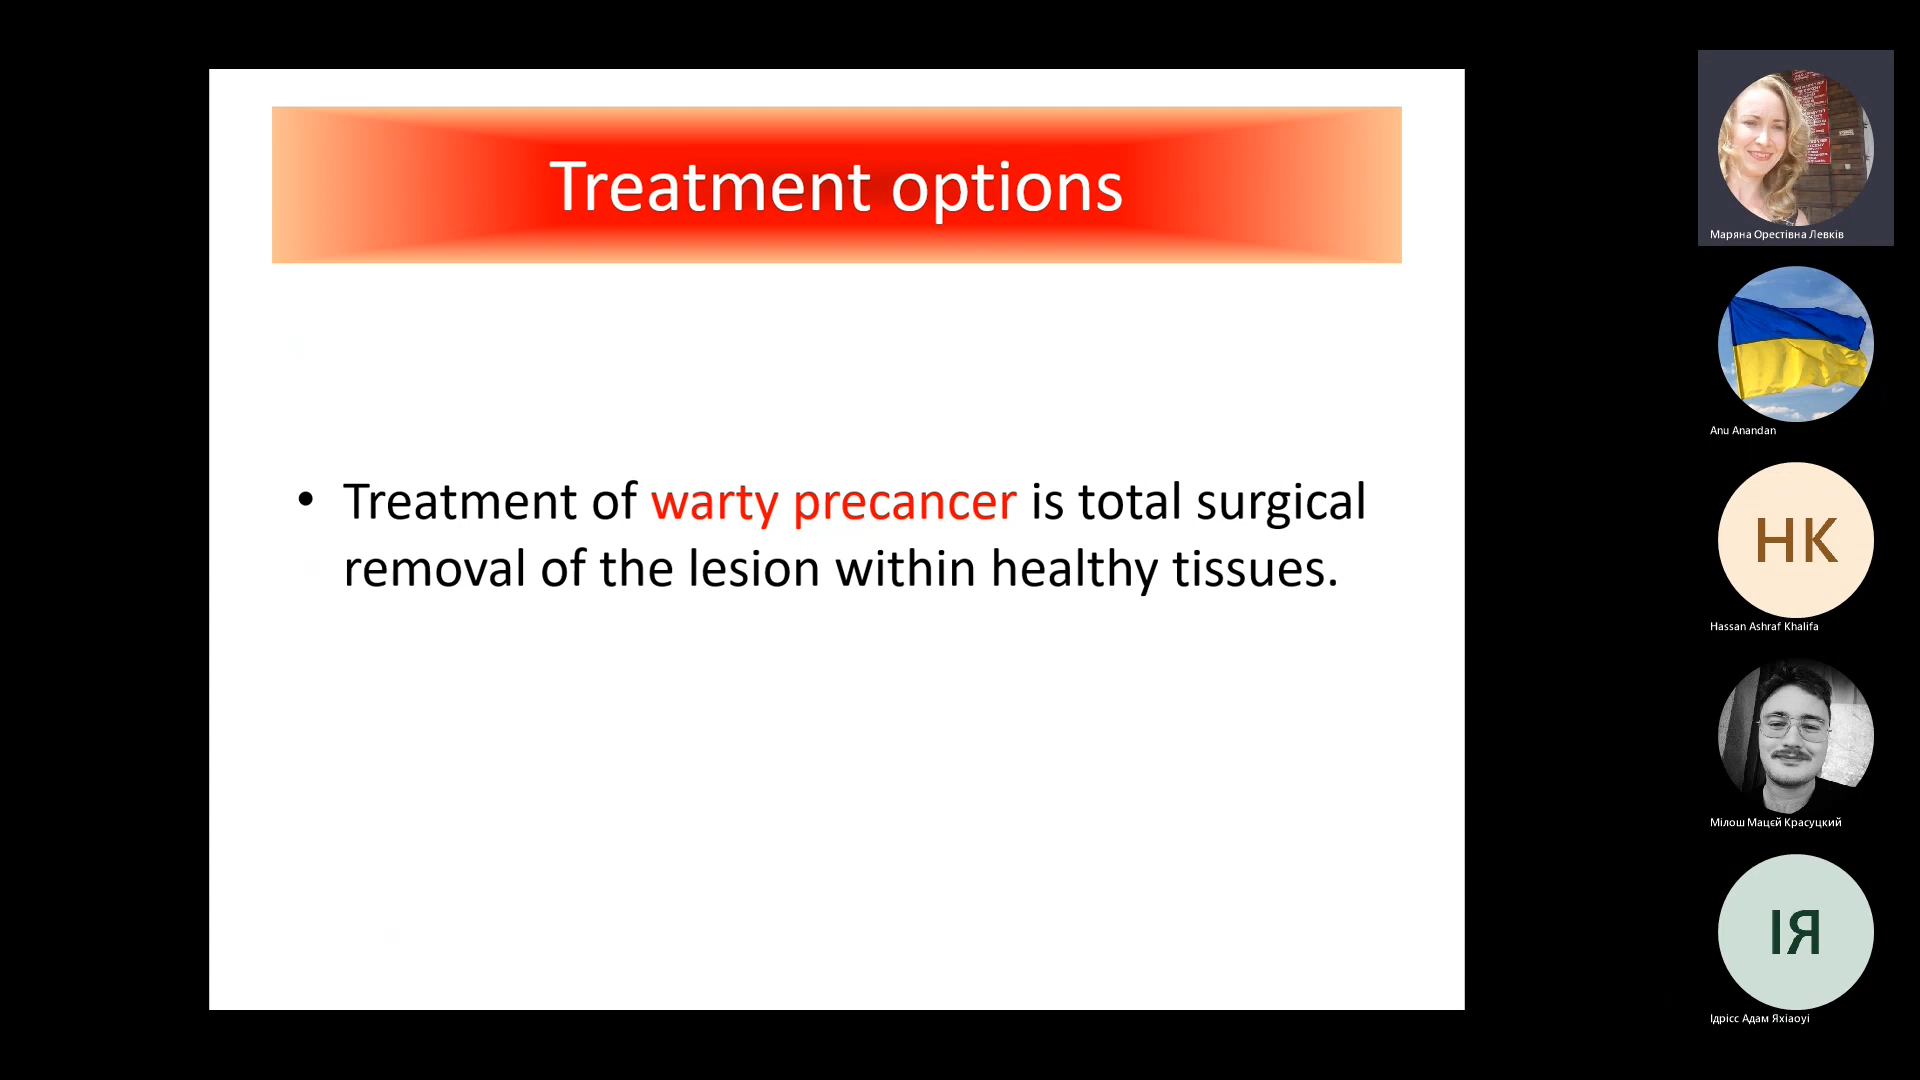 Treatment options
• Treatment of warty precancer is total surgical
removal of the lesion within healthy tissues.
Маряна Орестівна Левків
Anu Anandan
НК
Hassan Ashraf Khalifa
Мілош Мацєй Красуцкий
ІЯ
Ідрісс Адам Яхіаоуі